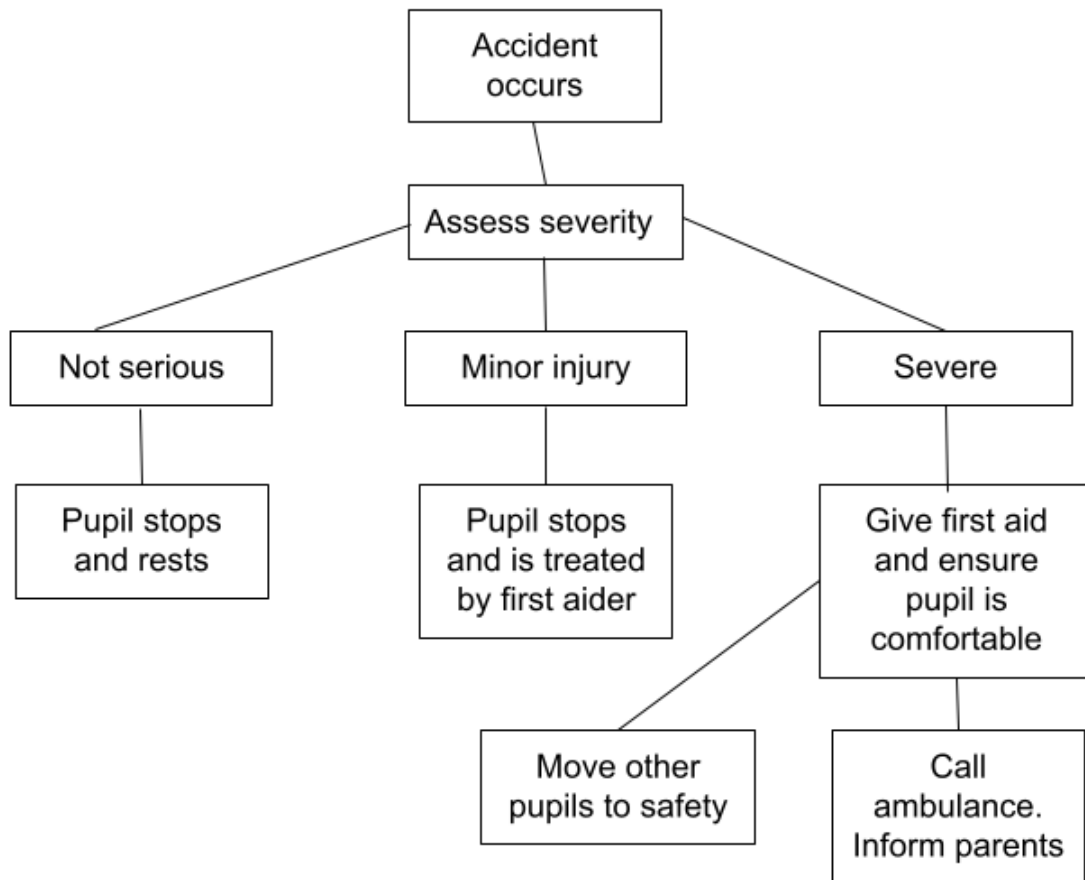 Accident
occurs
Assess severity
Not serious
Minor injury
Severe
Pupil stops
and rests
Pupil stops
and is treated
by first aider
Give first aid
and ensure
pupil is
comfortable
Move other
pupils to safety
Call
ambulance.
Inform parents